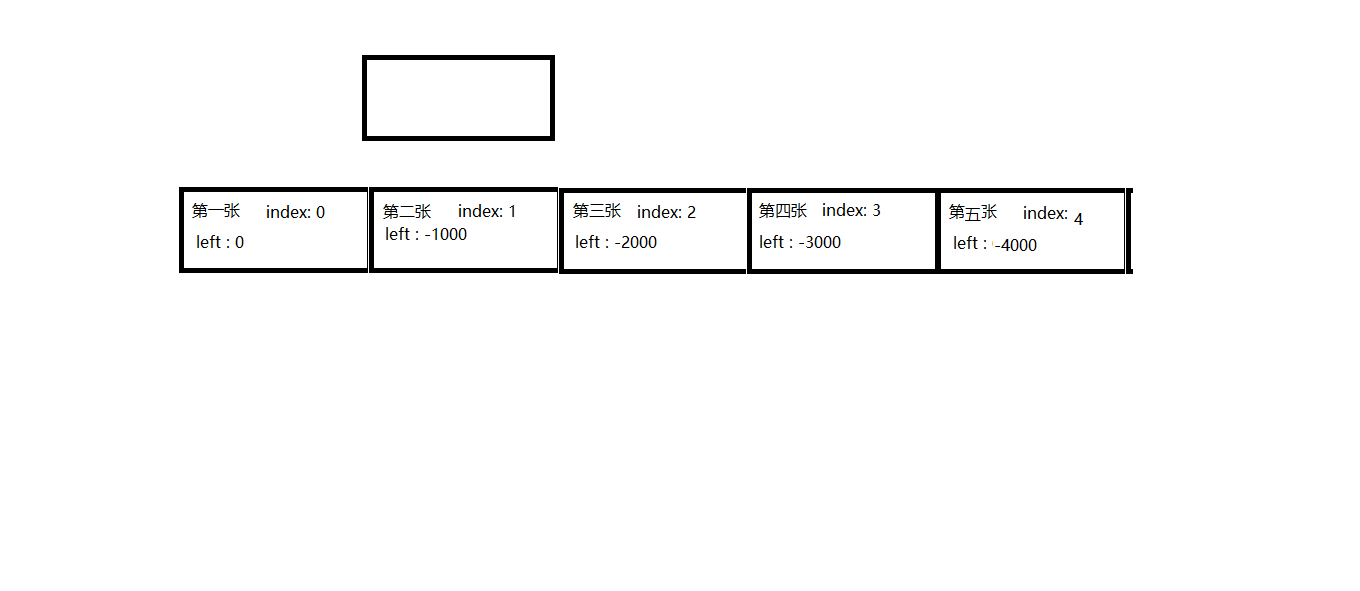 第一张 index: 0
left : 0
第二张 index: 1
left : -1000
第三张 index: 2
left : -2000
第四张 index: 3
left : -3000
第五张 index: 4
left : -4000